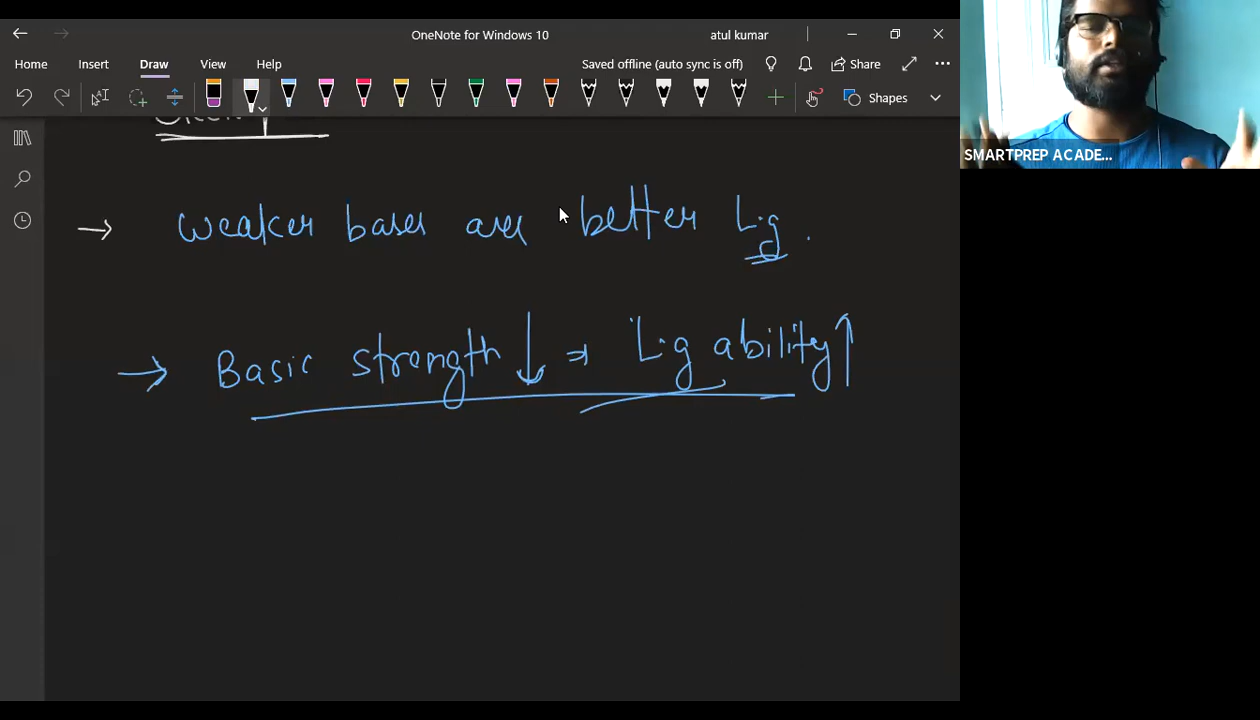 OneNote for Windows 10
atul kumar
Home Insert Draw View Help
Saved offline (auto sync is off)
Share
Shapes
SMARTPREP ACADE...
→ weaker bases are better L.g.
→ Basic strength ↓ ⇒ L.g ability ↑